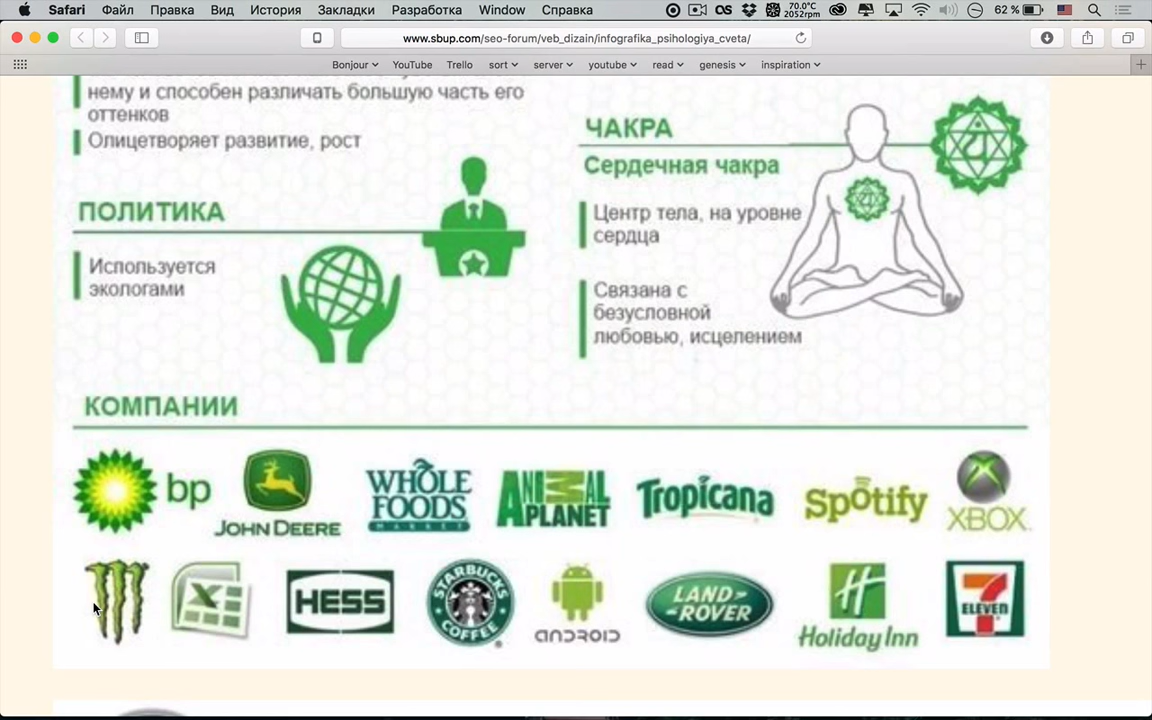 Safari Файл Правка Вид История Закладки Разработка Window Справка 70.0°C 2052rpm 62 %
www.sbup.com/seo-forum/veb_dizain/infografika_psihologiya_cveta/
Bonjour YouTube Trello sort server youtube read genesis inspiration
нему и способен различать большую часть его
оттенков
Олицетворяет развитие, рост
ПОЛИТИКА
Используется
экологами
ЧАКРА
Сердечная чакра
Центр тела, на уровне
сердца
Связана с
безусловной
любовью, исцелением
КОМПАНИИ
bp JOHN DEERE WHOLE FOODS MARKET ANIMAL PLANET Tropicana Spotify XBOX
HESS STARBUCKS COFFEE ANDROID LAND ROVER Holiday Inn 7 ELEVEN